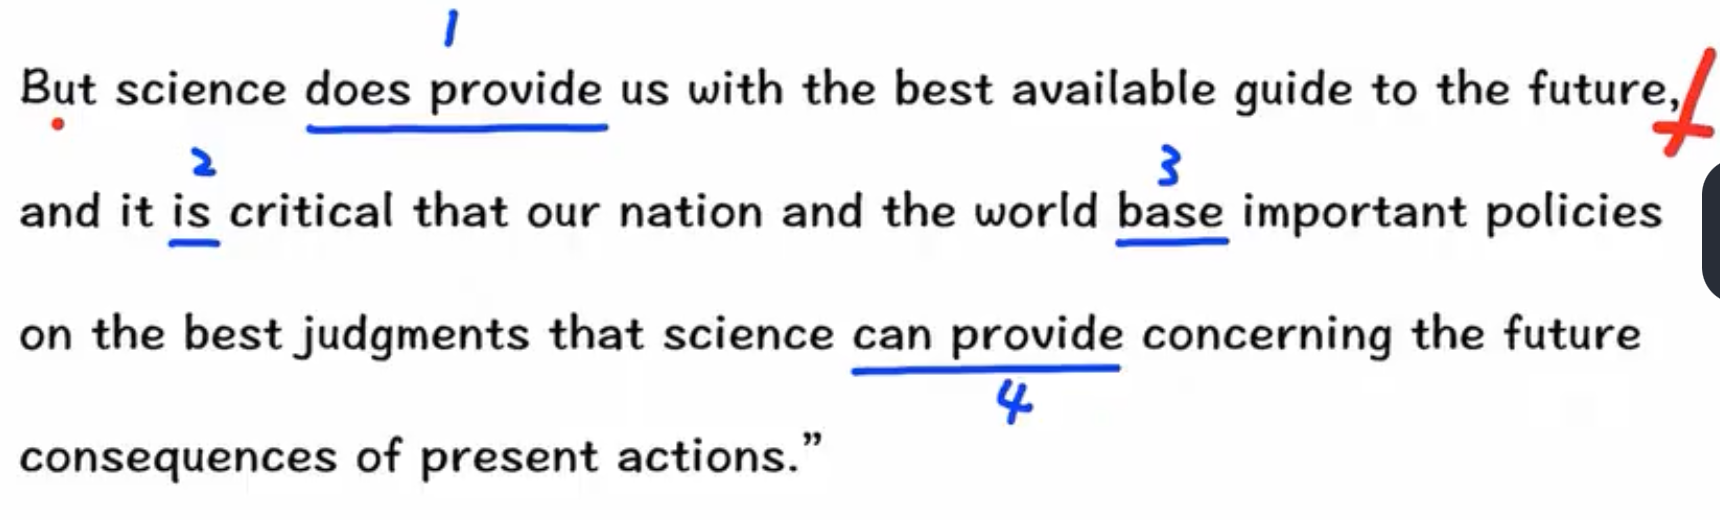 1
But science does provide us with the best available guide to the future,
2 3
and it is critical that our nation and the world base important policies
on the best judgments that science can provide concerning the future
4
consequences of present actions.”